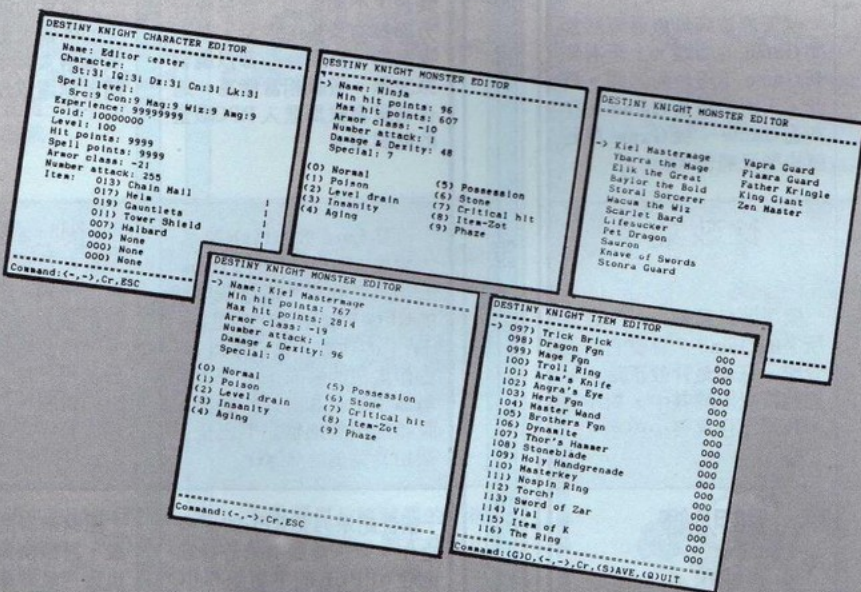 DESTINY KNIGHT CHARACTER EDITOR
Name: Editor
Character:
St:31 IQ:31 Dx:31 Cn:31 Lk:31
Spell level:
Src:9 Con:9 Mag:9 Wiz:9 Amg:9
Experience: 99999999
Gold: 10000000
Level: 100
Hit points: 9999
Spell points: 9999
Armor class: -21
Number attack: 255
Item:
013) Chain Mail
017) Helm
019) Gauntlets
011) Tower Shield
007) Halbard
000) None
000) None
000) None
Command:<-,->,Cr,ESC
DESTINY KNIGHT MONSTER EDITOR
-> Name: Ninja
Min hit points: 96
Max hit points: 607
Armor class: -10
Number attack: 1
Damage & Dexity: 48
Special: 7
(0) Normal
(1) Poison (5) Possession
(2) Level drain (6) Stone
(3) Insanity (7) Critical hit
(4) Aging (8) Item-Zot
(9) Phaze
DESTINY KNIGHT MONSTER EDITOR
-> Kiel Mastermage Vapra Guard
Ybarra the Mage Flamra Guard
Elik the Great Father Kringle
Baylor the Bold King Giant
Storal Sorcerer Zen Master
Wacum the Wiz
Scarlet Bard
Lifesucker
Pet Dragon
Sauron
Knave of Swords
Stonra Guard
DESTINY KNIGHT MONSTER EDITOR
-> Name: Kiel Mastermage
Min hit points: 767
Max hit points: 2814
Armor class: -19
Number attack: 1
Damage & Dexity: 96
Special: 0
(0) Normal
(1) Poison (5) Possession
(2) Level drain (6) Stone
(3) Insanity (7) Critical hit
(4) Aging (8) Item-Zot
(9) Phaze
Command:<-,->,Cr,ESC
DESTINY KNIGHT ITEM EDITOR
-> 097) Trick Brick 000
098) Dragon Fgn 000
099) Mage Fgn 000
100) Troll Ring 000
101) Aram's Knife 000
102) Angra's Eye 000
103) Herb Fgn 000
104) Master Wand 000
105) Brothers Fgn 000
106) Dynamite 000
107) Thor's Hammer 000
108) Stoneblade 000
109) Holy Handgrenade 000
110) Masterkey 000
111) Nospin Ring 000
112) Torch! 000
113) Sword of Zar 000
114) Vial 000
115) Item of K 000
116) The Ring 000
Command:(G)O,<-,->,Cr,(S)AVE,(Q)UIT